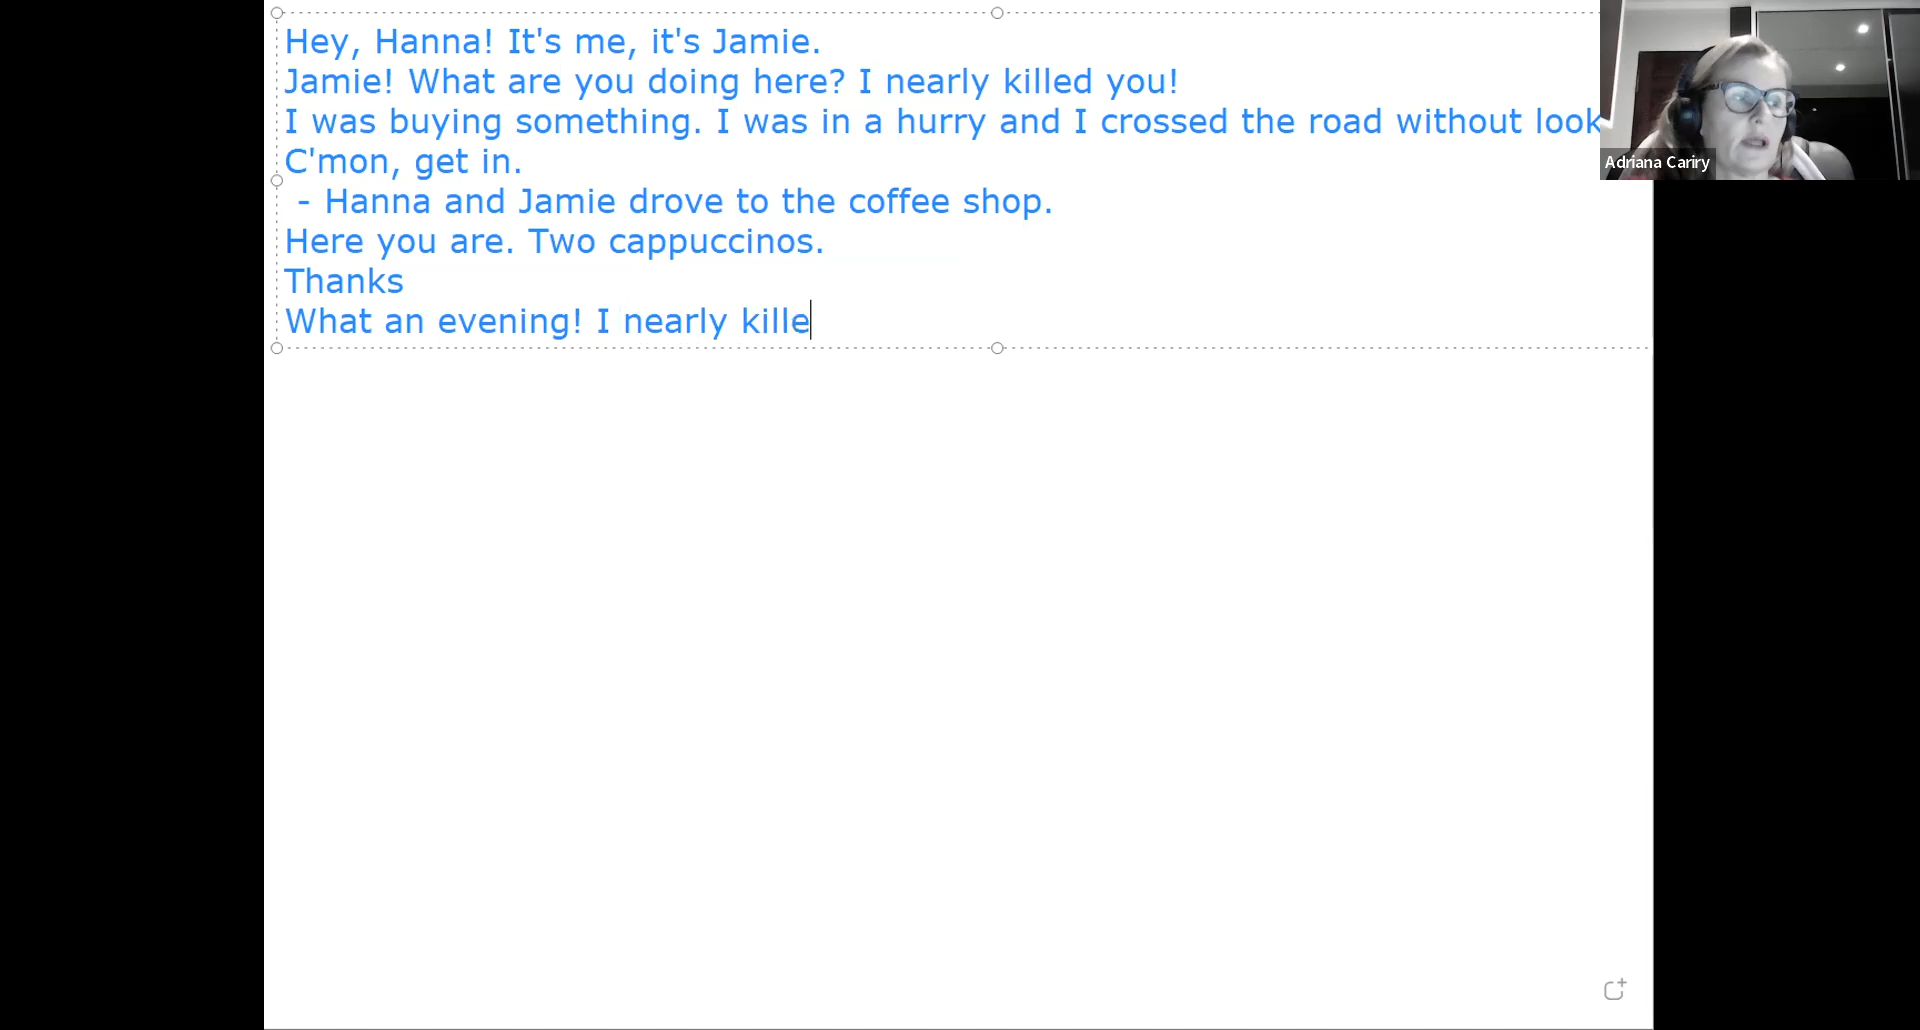 Hey, Hanna! It's me, it's Jamie.
Jamie! What are you doing here? I nearly killed you!
I was buying something. I was in a hurry and I crossed the road without look
C'mon, get in.
- Hanna and Jamie drove to the coffee shop.
Here you are. Two cappuccinos.
Thanks
What an evening! I nearly kille
Adriana Cariry